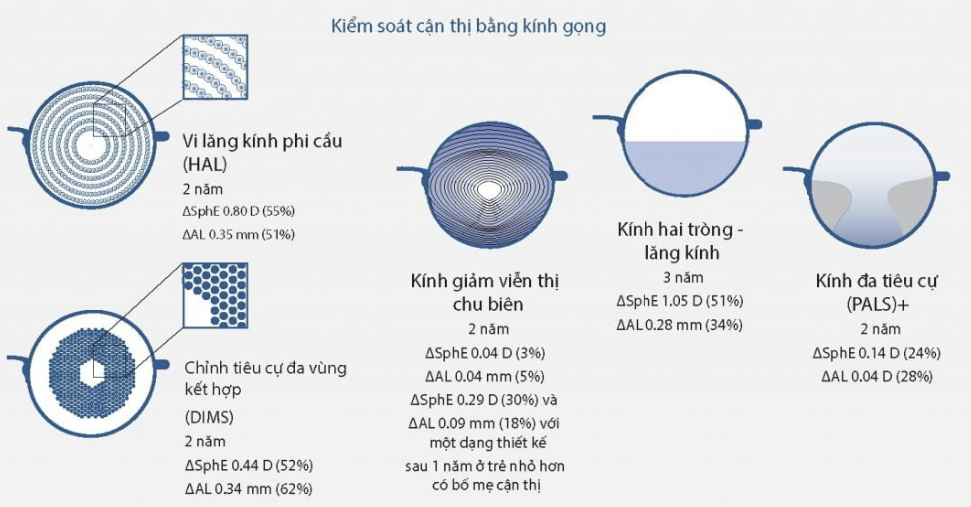 Kiểm soát cận thị bằng kính gọng
Vi lăng kính phi cầu
(HAL)
2 năm
ΔSphE 0.80 D (55%)
ΔAL 0.35 mm (51%)
Chỉnh tiêu cự đa vùng
kết hợp
(DIMS)
2 năm
ΔSphE 0.44 D (52%)
ΔAL 0.34 mm (62%)
Kính giảm viễn thị
chu biên
2 năm
ΔSphE 0.04 D (3%)
ΔAL 0.04 mm (5%)
ΔSphE 0.29 D (30%) và
ΔAL 0.09 mm (18%) với
một dạng thiết kế
sau 1 năm ở trẻ nhỏ hơn
có bố mẹ cận thị
Kính hai tròng -
lăng kính
3 năm
ΔSphE 1.05 D (51%)
ΔAL 0.28 mm (34%)
Kính đa tiêu cự
(PALS)+
2 năm
ΔSphE 0.14 D (24%)
ΔAL 0.04 D (28%)